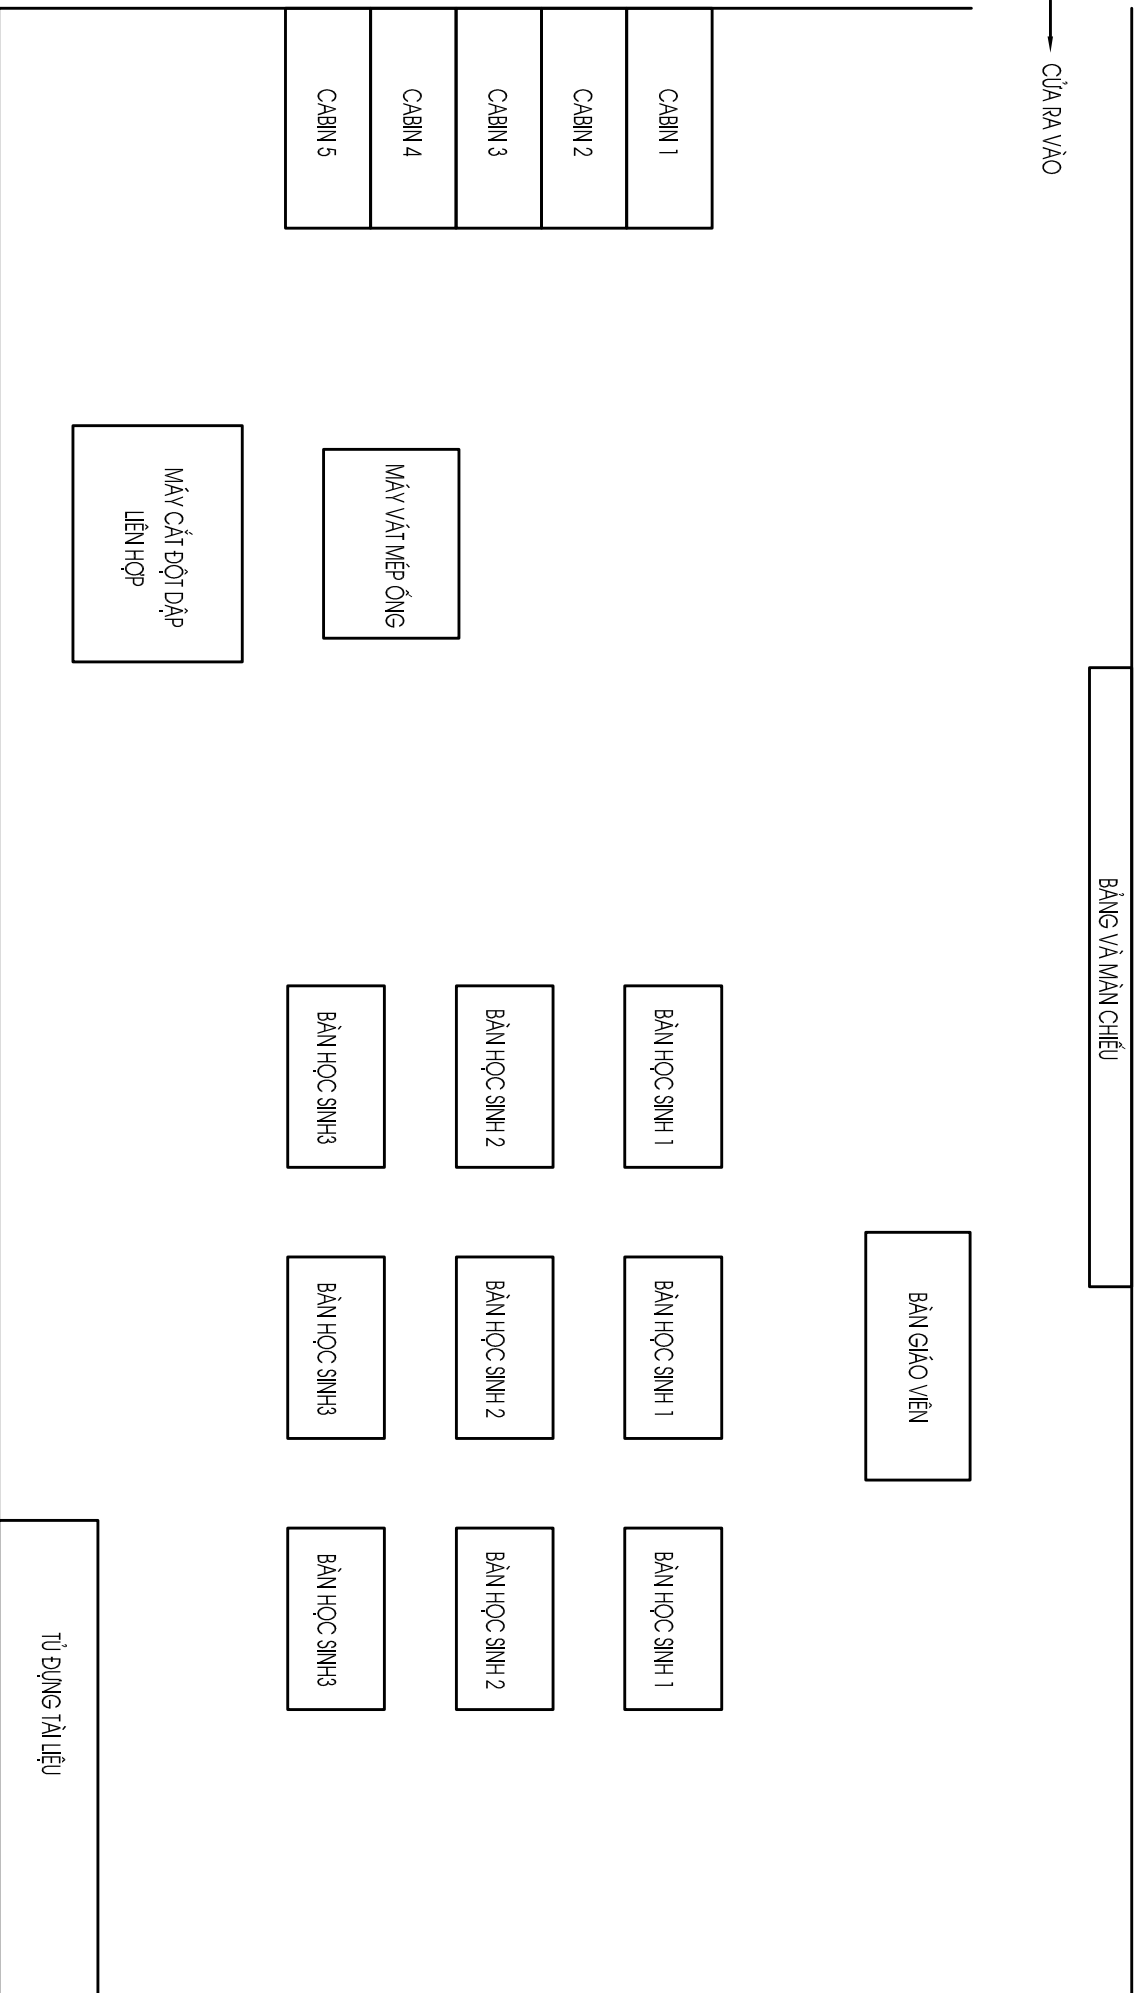 CỬA RA VÀO
BẢNG VÀ MÀN CHIẾU
BÀN GIÁO VIÊN
CABIN 1
CABIN 2
CABIN 3
CABIN 4
CABIN 5
BÀN HỌC SINH 1
BÀN HỌC SINH 1
BÀN HỌC SINH 1
BÀN HỌC SINH 2
BÀN HỌC SINH 2
BÀN HỌC SINH 2
MÁY VÁT MÉP ỐNG
BÀN HỌC SINH3
BÀN HỌC SINH3
BÀN HỌC SINH3
MÁY CẮT ĐỘT DẬP
LIÊN HỢP
TỦ ĐỰNG TÀI LIỆU